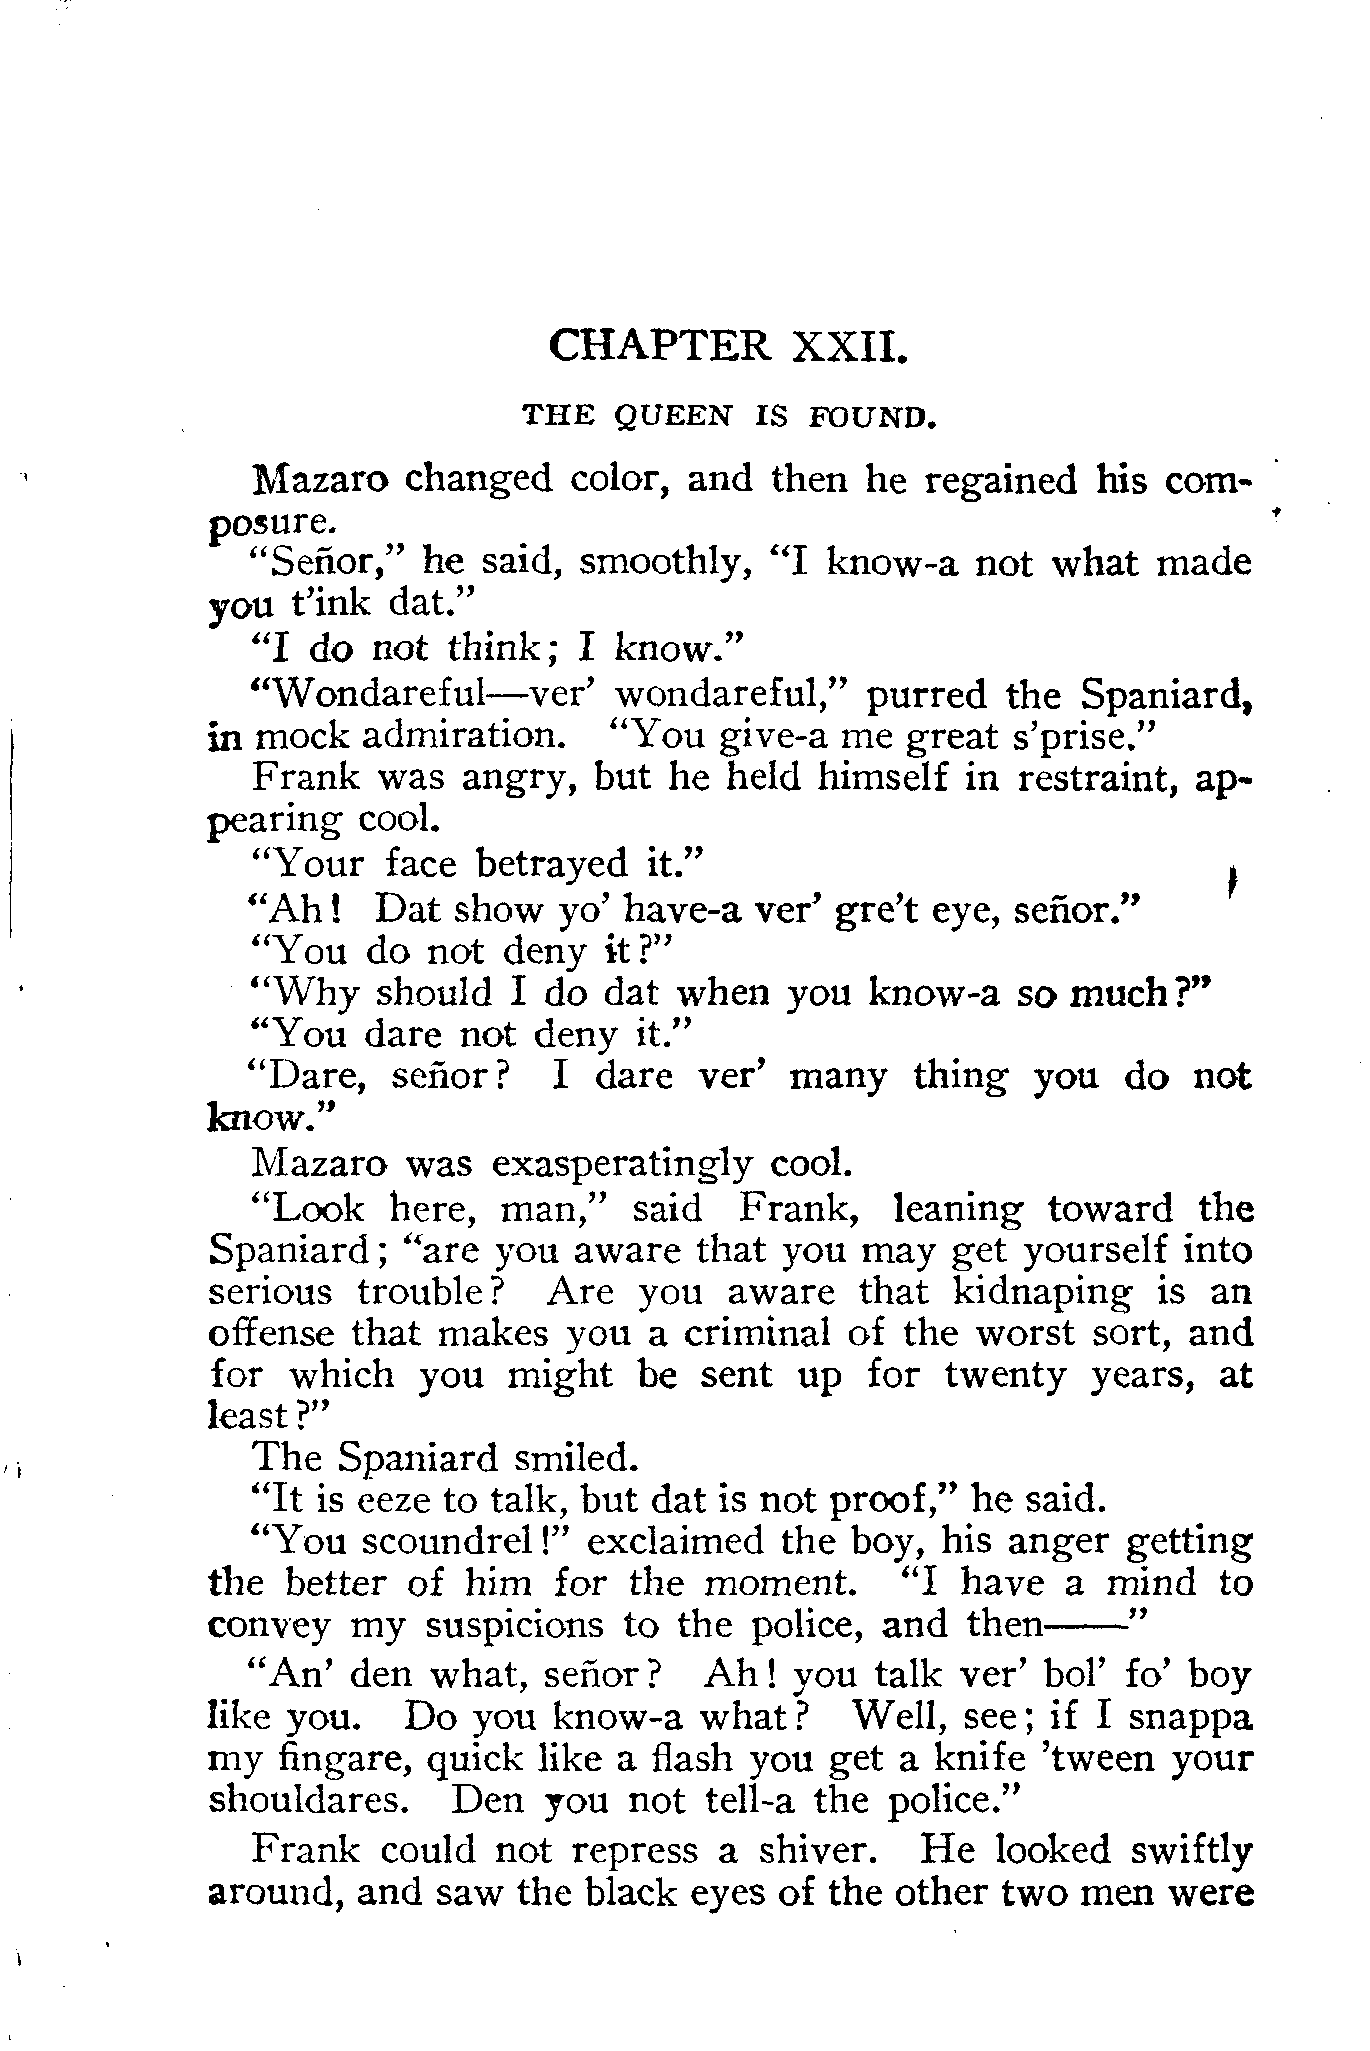 CHAPTER XXII.
THE QUEEN IS FOUND.
Mazaro changed color, and then he regained his com-
posure.
“Señor,” he said, smoothly, “I know-a not what made
you t’ink dat.”
“I do not think; I know.”
“Wondareful—ver’ wondareful,” purred the Spaniard,
in mock admiration. “You give-a me great s’prise.”
Frank was angry, but he held himself in restraint, ap-
pearing cool.
“Your face betrayed it.”
“Ah! Dat show yo’ have-a ver’ gre’t eye, señor.”
“You do not deny it?”
“Why should I do dat when you know-a so much?”
“You dare not deny it.”
“Dare, señor? I dare ver’ many thing you do not
know.”
Mazaro was exasperatingly cool.
“Look here, man,” said Frank, leaning toward the
Spaniard; “are you aware that you may get yourself into
serious trouble? Are you aware that kidnaping is an
offense that makes you a criminal of the worst sort, and
for which you might be sent up for twenty years, at
least?”
The Spaniard smiled.
“It is eeze to talk, but dat is not proof,” he said.
“You scoundrel!” exclaimed the boy, his anger getting
the better of him for the moment. “I have a mind to
convey my suspicions to the police, and then——”
“An’ den what, señor? Ah! you talk ver’ bol’ fo’ boy
like you. Do you know-a what? Well, see; if I snappa
my fingare, quick like a flash you get a knife ’tween your
shouldares. Den you not tell-a the police.”
Frank could not repress a shiver. He looked swiftly
around, and saw the black eyes of the other two men were